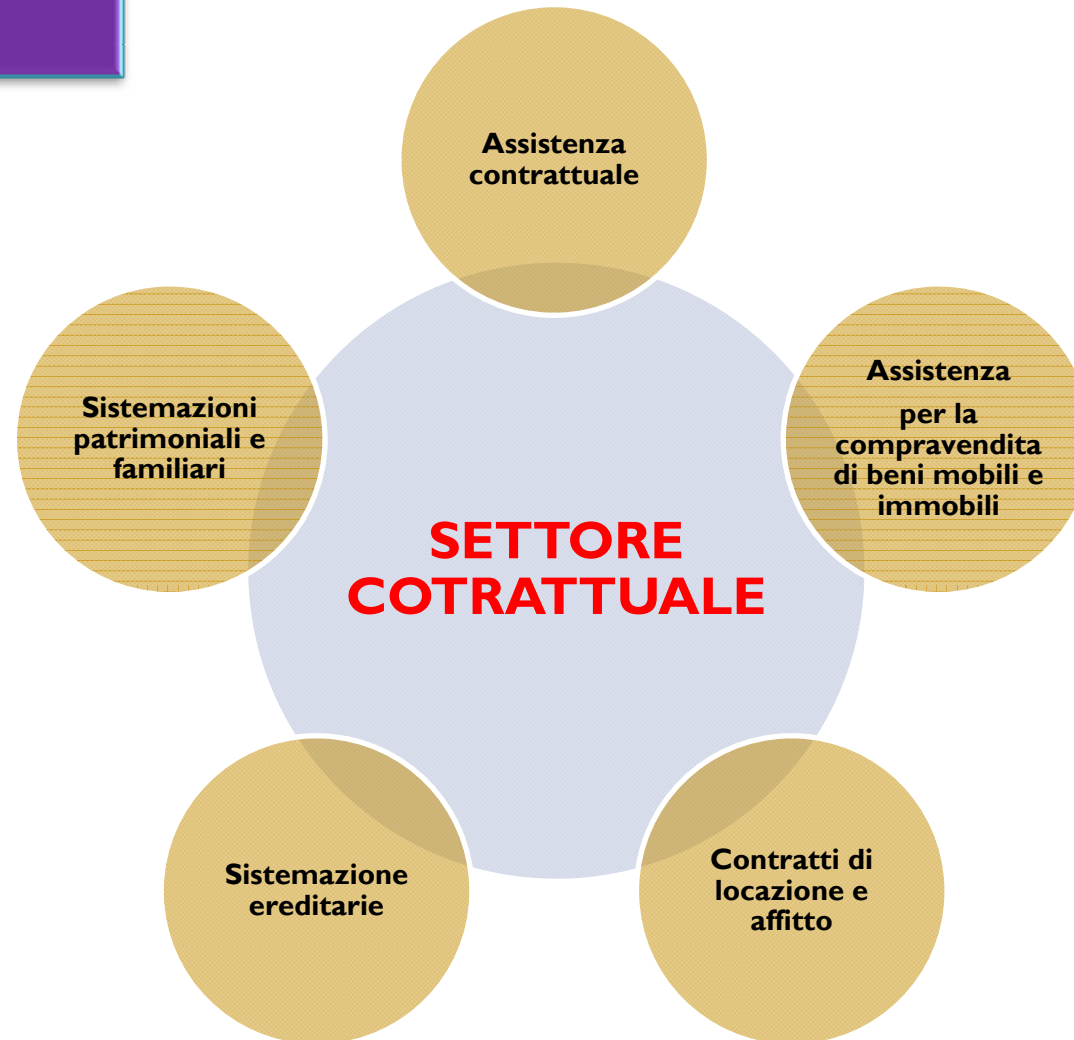 Assistenza
contrattuale
Assistenza
per la
compravendita
di beni mobili e
immobili
Sistemazioni
patrimoniali e
familiari
SETTORE
COTRATTUALE
Contratti di
locazione e
affitto
Sistemazione
ereditarie